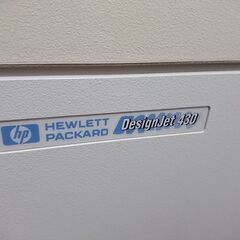 hp HEWLETT
PACKARD
DesignJet 430